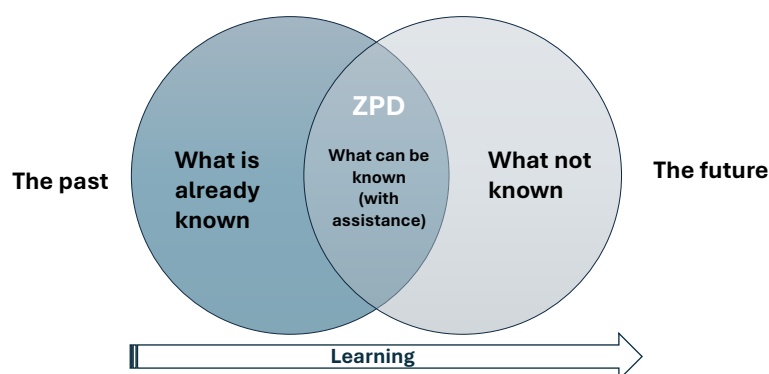 The past
What is
already
known
ZPD
What can be
known
(with
assistance)
What not
known
The future
Learning